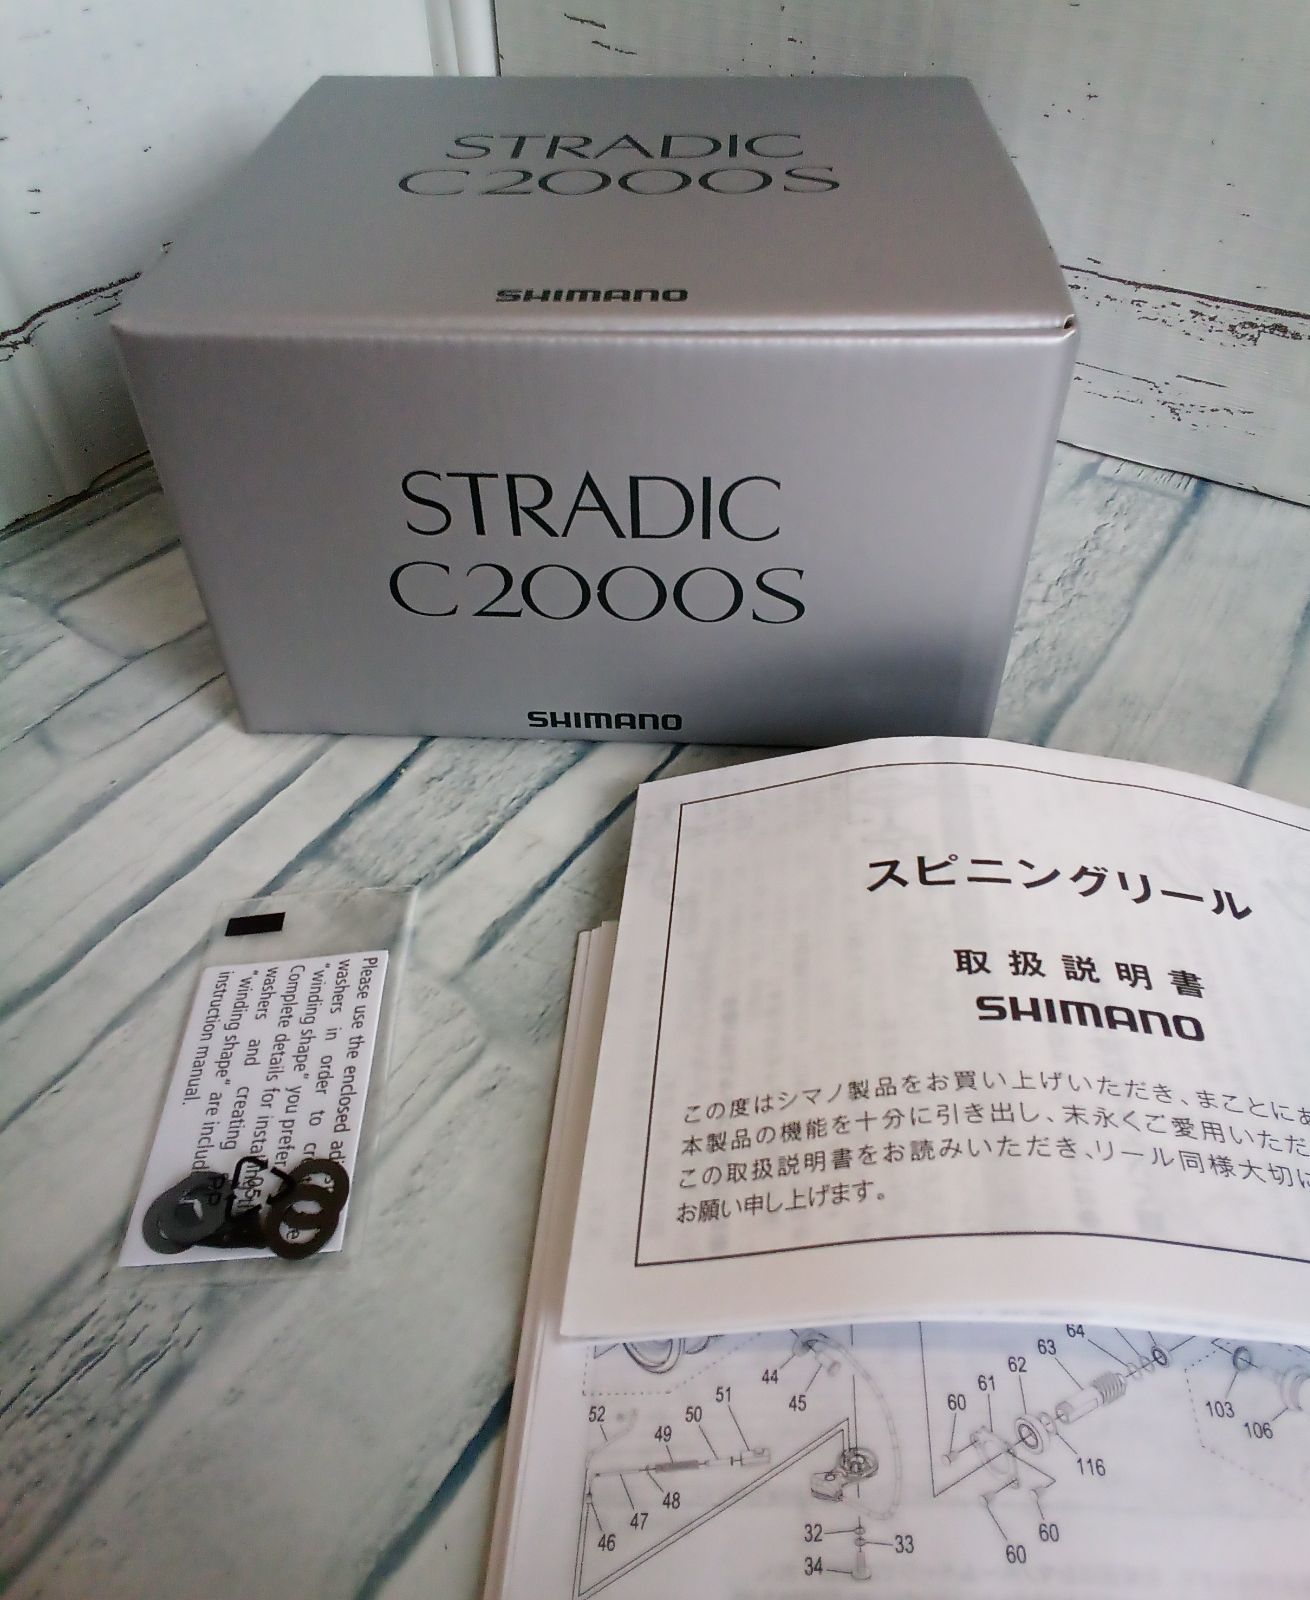 STRADIC
C2000S
SHIMANO
STRADIC
C2000S
SHIMANO
スピニングリール
取扱説明書
SHIMANO
この度はシマノ製品をお買い上げいただき、まことにあ
本製品の機能を十分に引き出し、末永くご愛用いただ
この取扱説明書をお読みいただき、リール同様大切に
お願い申し上げます。
Please use the enclosed
washers in order to
"winding shape" you prefer
Complete details for
washers and creating
"winding shape" are
instruction manual.
PP
44
45
52
51
50
49
48
47
46
32
33
34
60
61
62
63
64
116
60
60
103
106